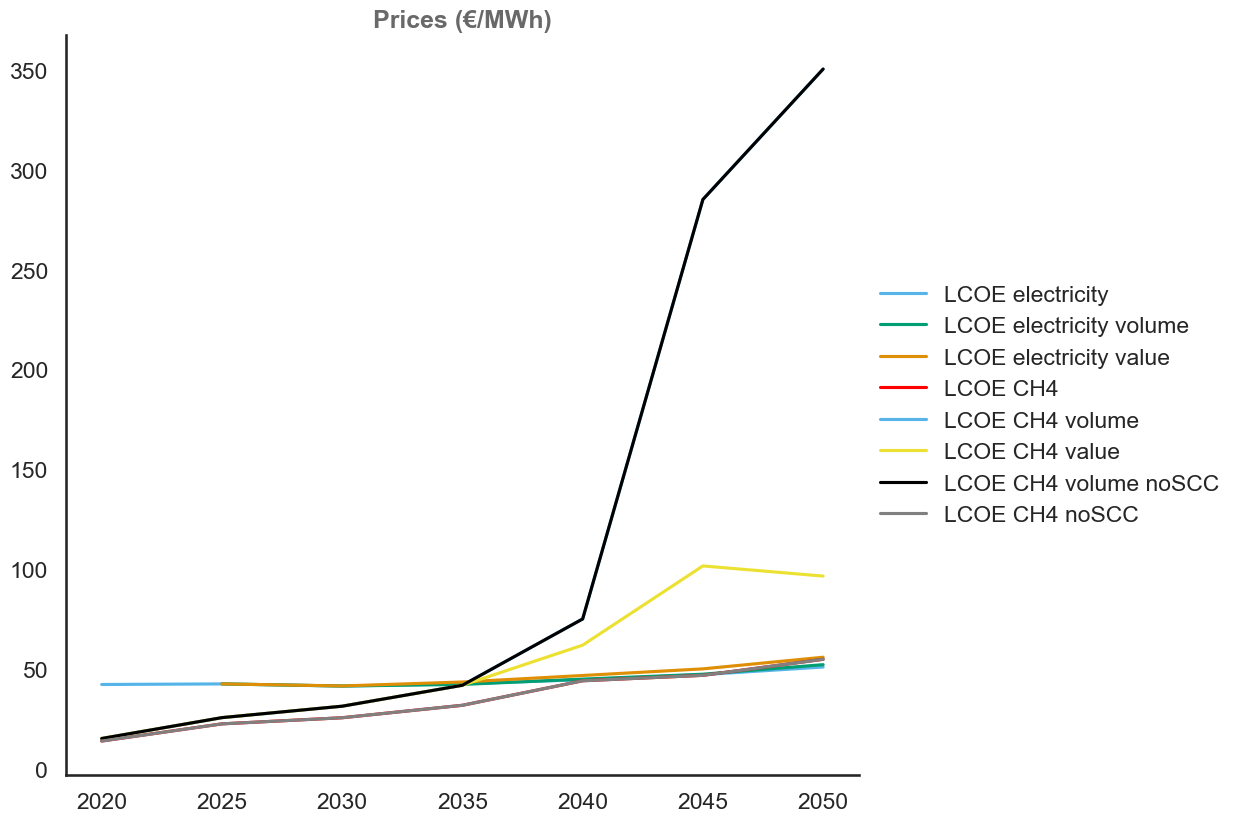 Prices (€/MWh)
350
300
250
200
150
100
50
0
2020 2025 2030 2035 2040 2045 2050
LCOE electricity
LCOE electricity volume
LCOE electricity value
LCOE CH4
LCOE CH4 volume
LCOE CH4 value
LCOE CH4 volume noSCC
LCOE CH4 noSCC